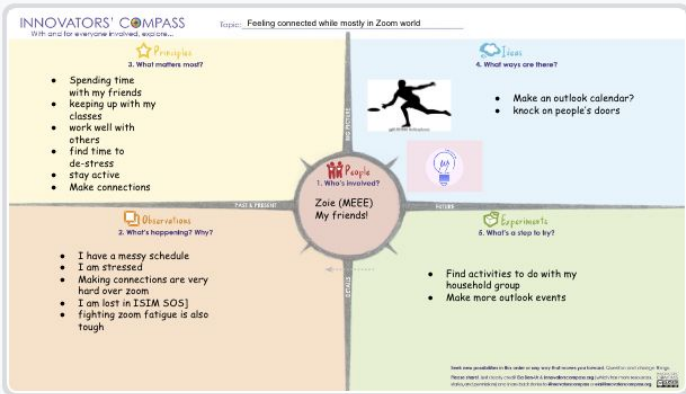 INNOVATORS' COMPASS
With and for everyone involved, explore...
Topic: Feeling connected while mostly in Zoom world
Principles
3. What matters most?
• Spending time
with my friends
• keeping up with my
classes
• work well with
others
• find time to
de-stress
• stay active
• Make connections
Ideas
4. What ways are there?
• Make an outlook calendar?
• knock on people's doors
BIG PICTURE
People
1. Who's involved?
Zoie (MEEE)
My friends!
PAST & PRESENT
FUTURE
DETAILS
Observations
2. What's happening? Why?
• I have a messy schedule
• I am stressed
• Making connections are very
hard over zoom
• I am lost in ISIM SOS]
• fighting zoom fatigue is also
tough
Experiments
5. What's a step to try?
• Find activities to do with my
household group
• Make more outlook events